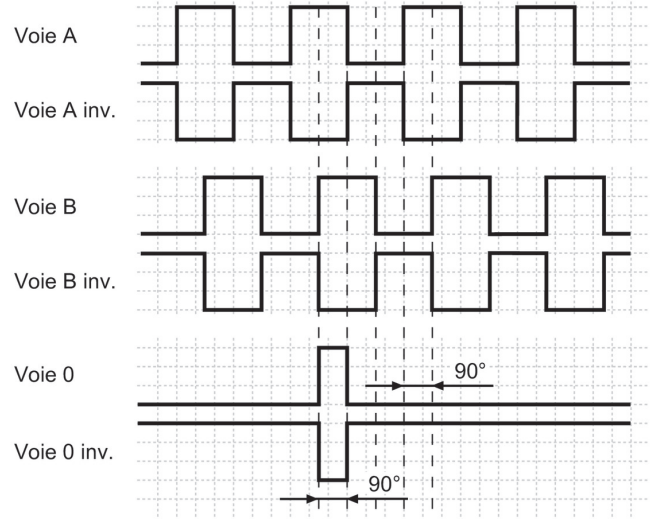 Voie A
Voie A inv.
Voie B
Voie B inv.
Voie 0
90°
Voie 0 inv.
90°